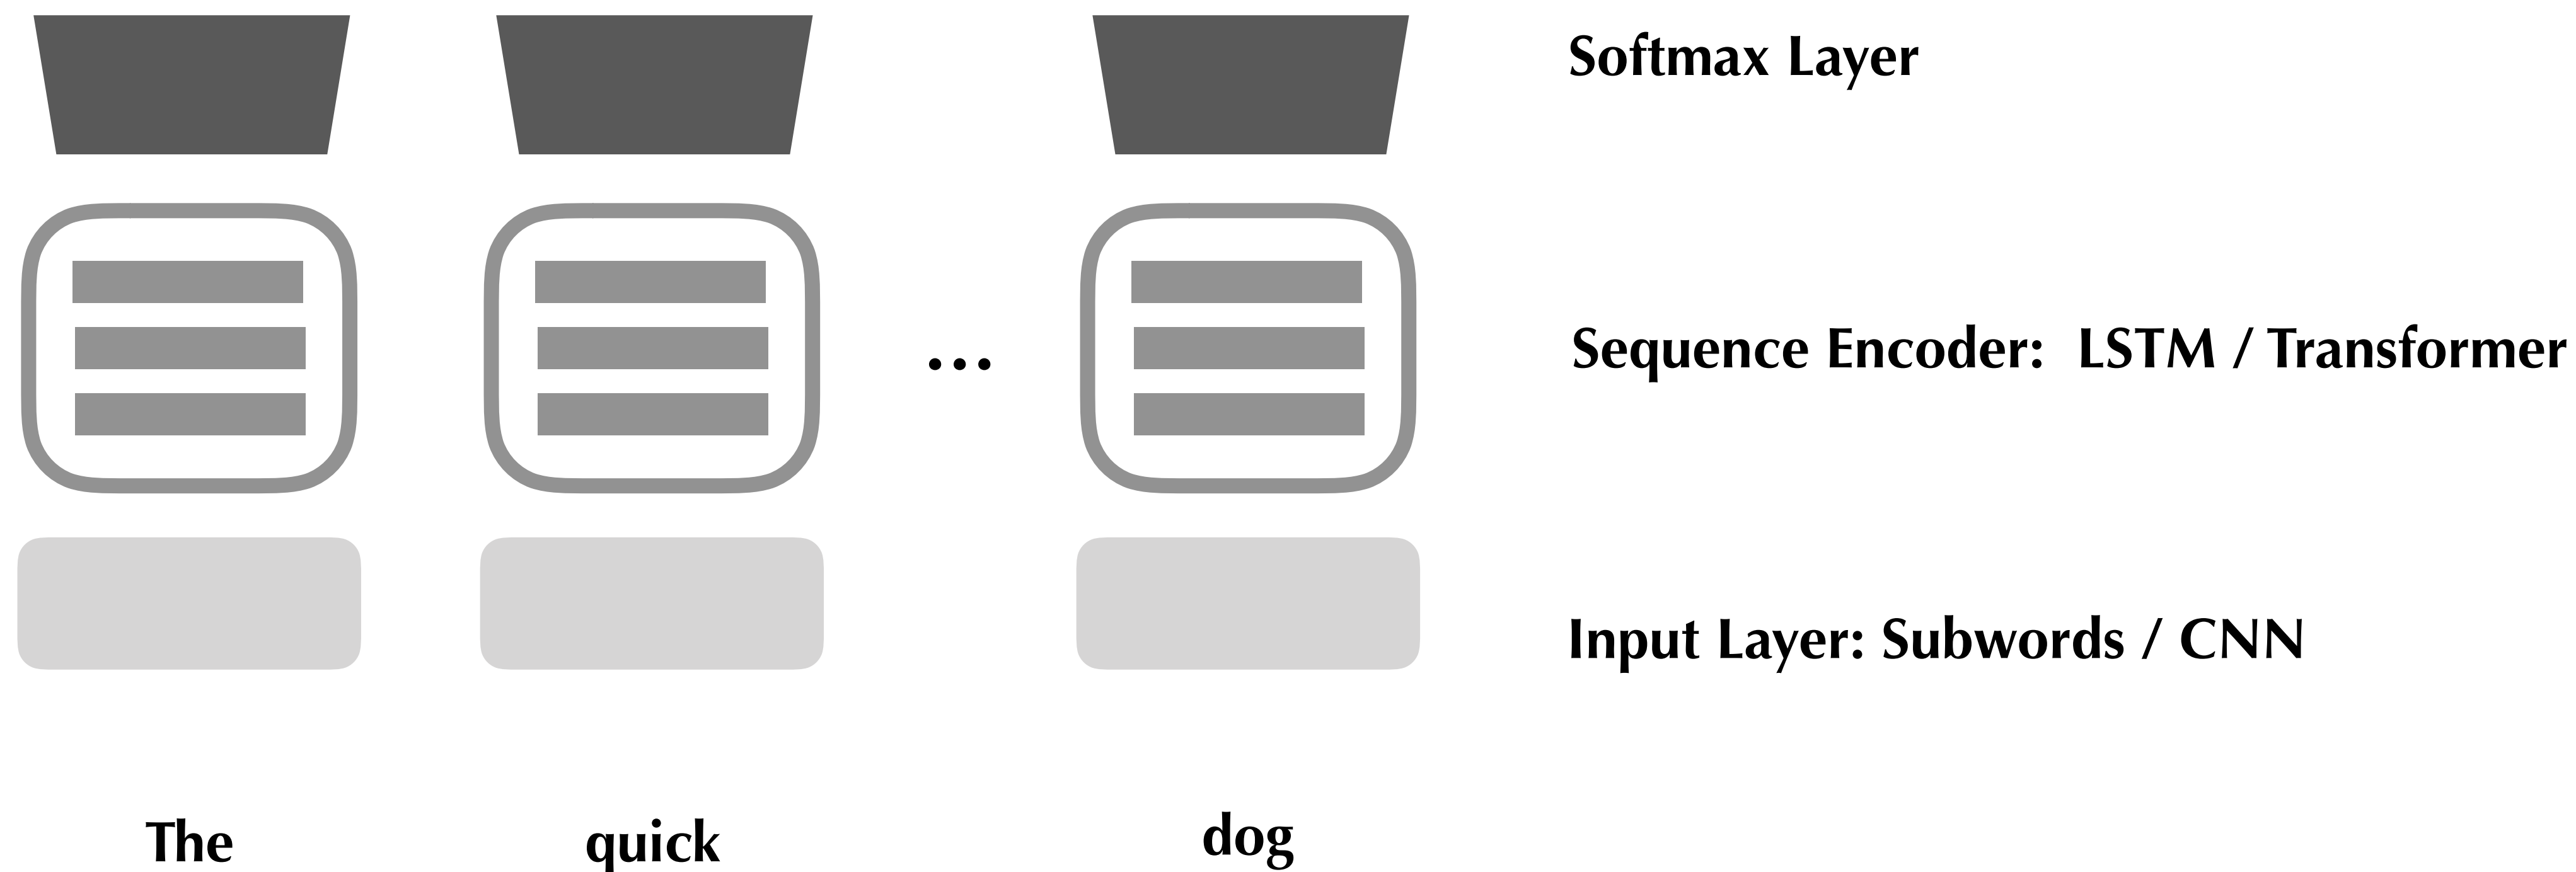 Softmax Layer
...
Sequence Encoder: LSTM / Transformer
Input Layer: Subwords / CNN
The quick dog